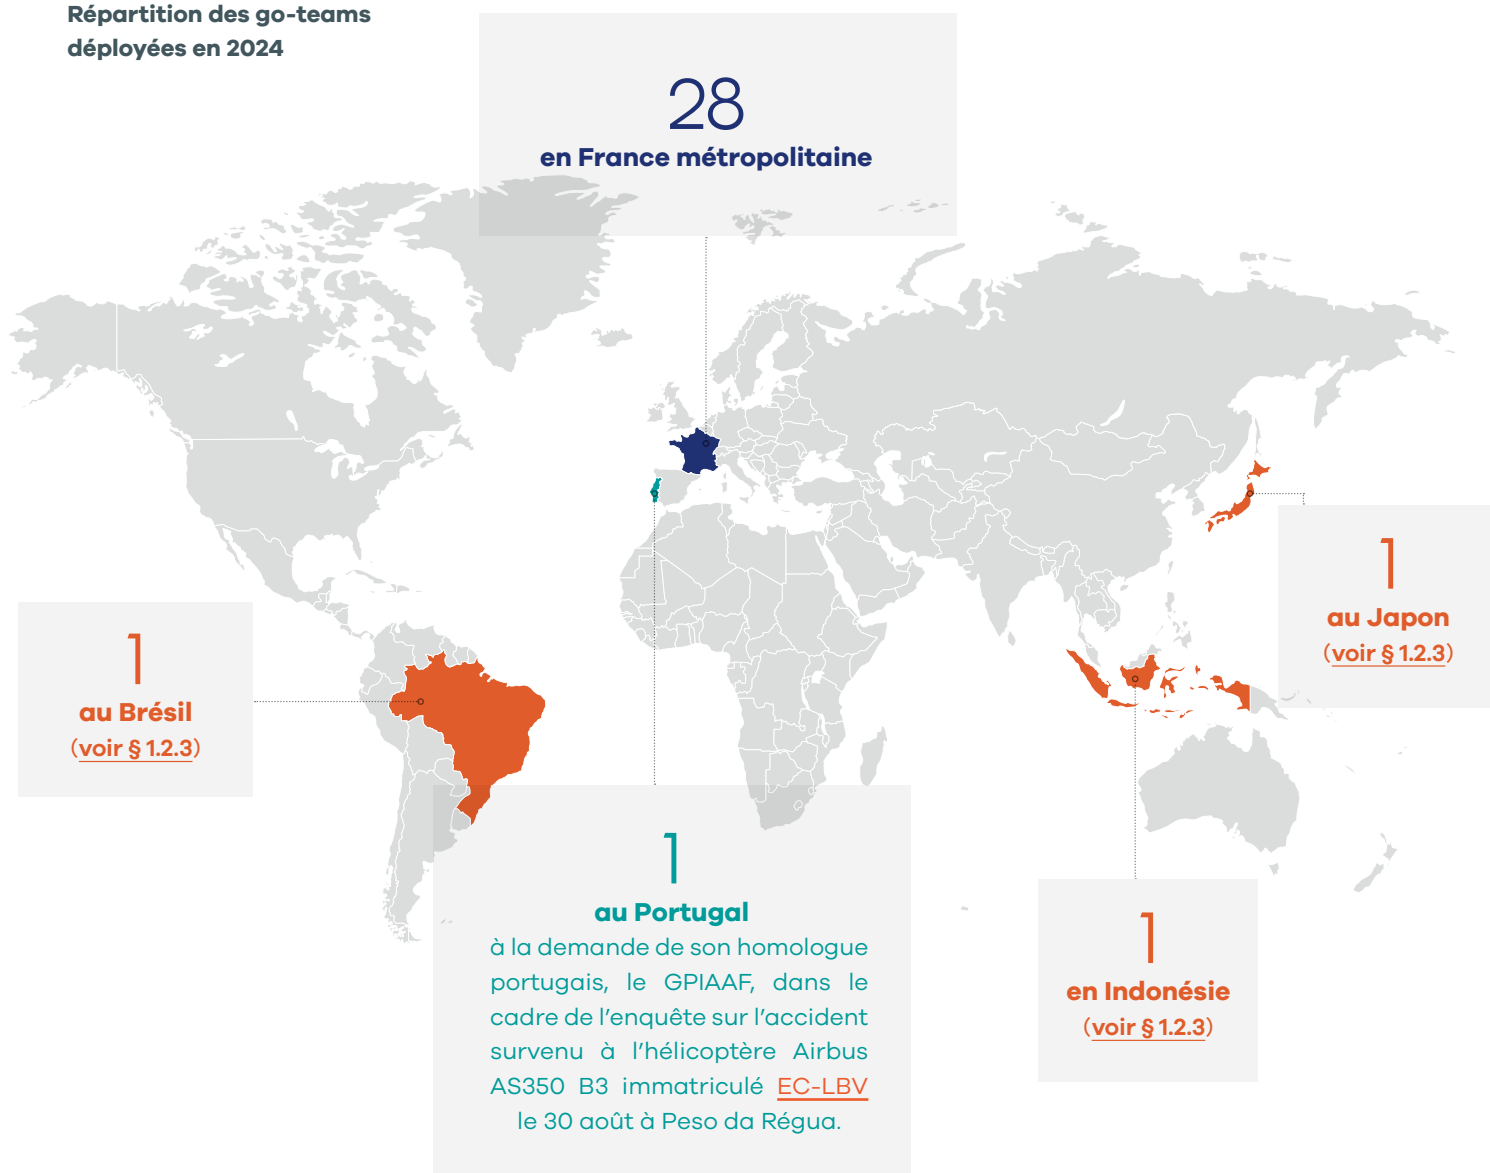 Répartition des go-teams
déployées en 2024
28
en France métropolitaine
1
au Japon
(voir § 1.2.3)
1
au Brésil
(voir § 1.2.3)
1
au Portugal
à la demande de son homologue
portugais, le GPIAAF, dans le
cadre de l'enquête sur l'accident
survenu à l'hélicoptère Airbus
AS350 B3 immatriculé EC-LBV
le 30 août à Peso da Régua.
1
en Indonésie
(voir § 1.2.3)